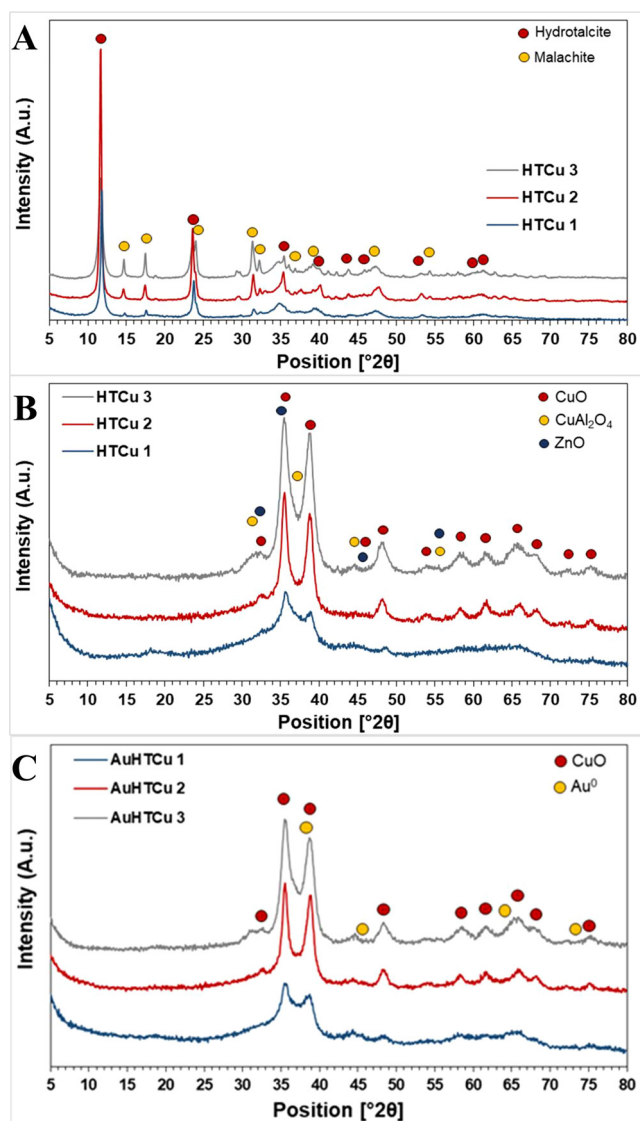 A
Hydrotalcite
Malachite
HTCu 3
HTCu 2
HTCu 1
Intensity (A.u.)
5 10 15 20 25 30 35 40 45 50 55 60 65 70 75 80
Position [°2θ]
B
HTCu 3
HTCu 2
HTCu 1
CuO
CuAl₂O₄
ZnO
Intensity (A.u.)
5 10 15 20 25 30 35 40 45 50 55 60 65 70 75 80
Position [°2θ]
C
AuHTCu 1
AuHTCu 2
AuHTCu 3
CuO
Au⁰
Intensity (A.u.)
5 10 15 20 25 30 35 40 45 50 55 60 65 70 75 80
Position [°2θ]